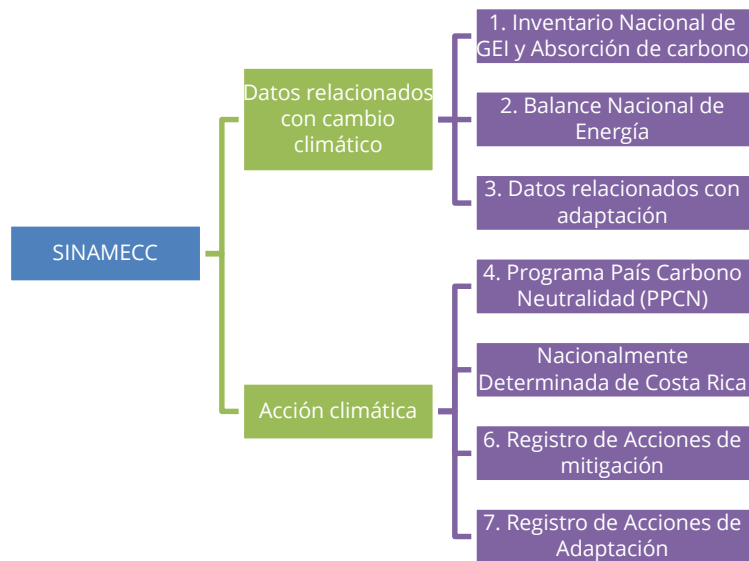 SINAMECC
Datos relacionados
con cambio
climático
1. Inventario Nacional de
GEI y Absorción de carbono
2. Balance Nacional de
Energía
3. Datos relacionados con
adaptación
Acción climática
4. Programa País Carbono
Neutralidad (PPCN)
Nacionalmente
Determinada de Costa Rica
6. Registro de Acciones de
mitigación
7. Registro de Acciones de
Adaptación